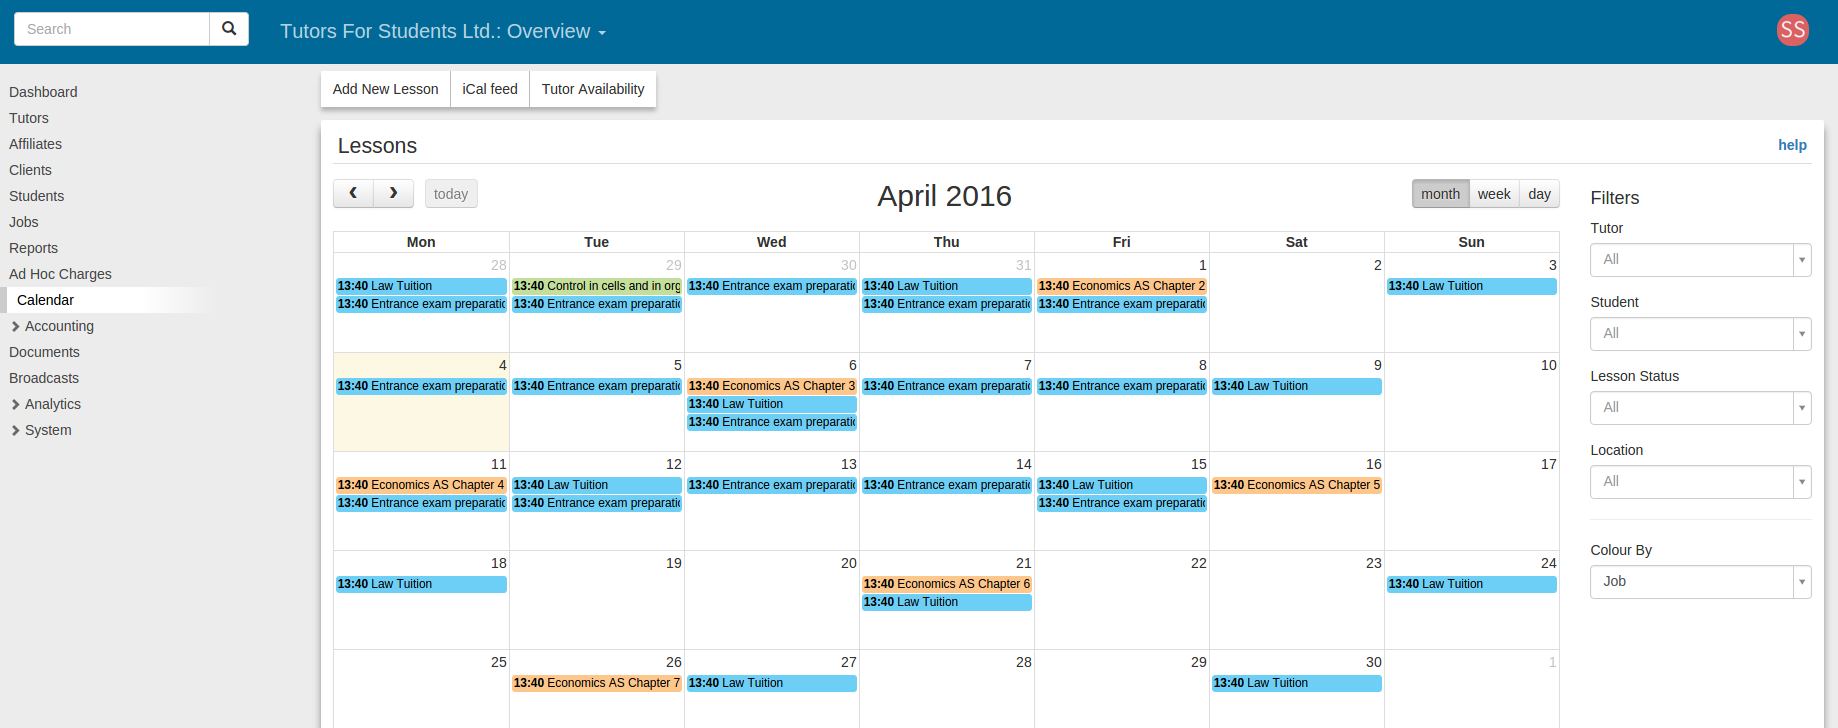 Search
Tutors For Students Ltd.: Overview
SS
Dashboard
Tutors
Affiliates
Clients
Students
Jobs
Reports
Ad Hoc Charges
Calendar
Accounting
Documents
Broadcasts
Analytics
System
Add New Lesson iCal feed Tutor Availability
Lessons help
today April 2016 month week day
Mon Tue Wed Thu Fri Sat Sun
28 29 30 31 1 2 3
13:40 Law Tuition 13:40 Control in cells and in org 13:40 Entrance exam preparatic 13:40 Law Tuition 13:40 Economics AS Chapter 2 13:40 Law Tuition
13:40 Entrance exam preparatic 13:40 Entrance exam preparatic 13:40 Entrance exam preparatic 13:40 Entrance exam preparatic
4 5 6 7 8 9 10
13:40 Entrance exam preparatic 13:40 Entrance exam preparatic 13:40 Economics AS Chapter 3 13:40 Entrance exam preparatic 13:40 Entrance exam preparatic 13:40 Law Tuition
13:40 Law Tuition
13:40 Entrance exam preparatic
11 12 13 14 15 16 17
13:40 Economics AS Chapter 4 13:40 Law Tuition 13:40 Entrance exam preparatic 13:40 Entrance exam preparatic 13:40 Law Tuition 13:40 Economics AS Chapter 5
13:40 Entrance exam preparatic 13:40 Entrance exam preparatic 13:40 Entrance exam preparatic
18 19 20 21 22 23 24
13:40 Law Tuition 13:40 Economics AS Chapter 6 13:40 Law Tuition
13:40 Law Tuition
25 26 27 28 29 30 1
13:40 Economics AS Chapter 7 13:40 Law Tuition 13:40 Law Tuition
Filters
Tutor
All
Student
All
Lesson Status
All
Location
All
Colour By
Job